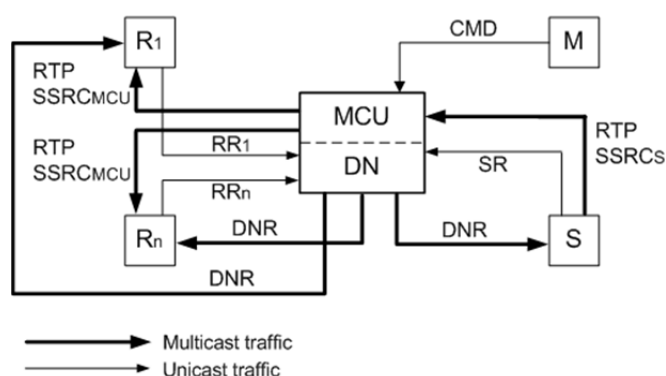 R1
CMD
M
RTP
SSRCMCU
MCU
RTP
SSRCS
RTP
SSRCMCU
RR1
DN
SR
RRn
Rn
DNR
DNR
S
DNR
Multicast traffic
Unicast traffic